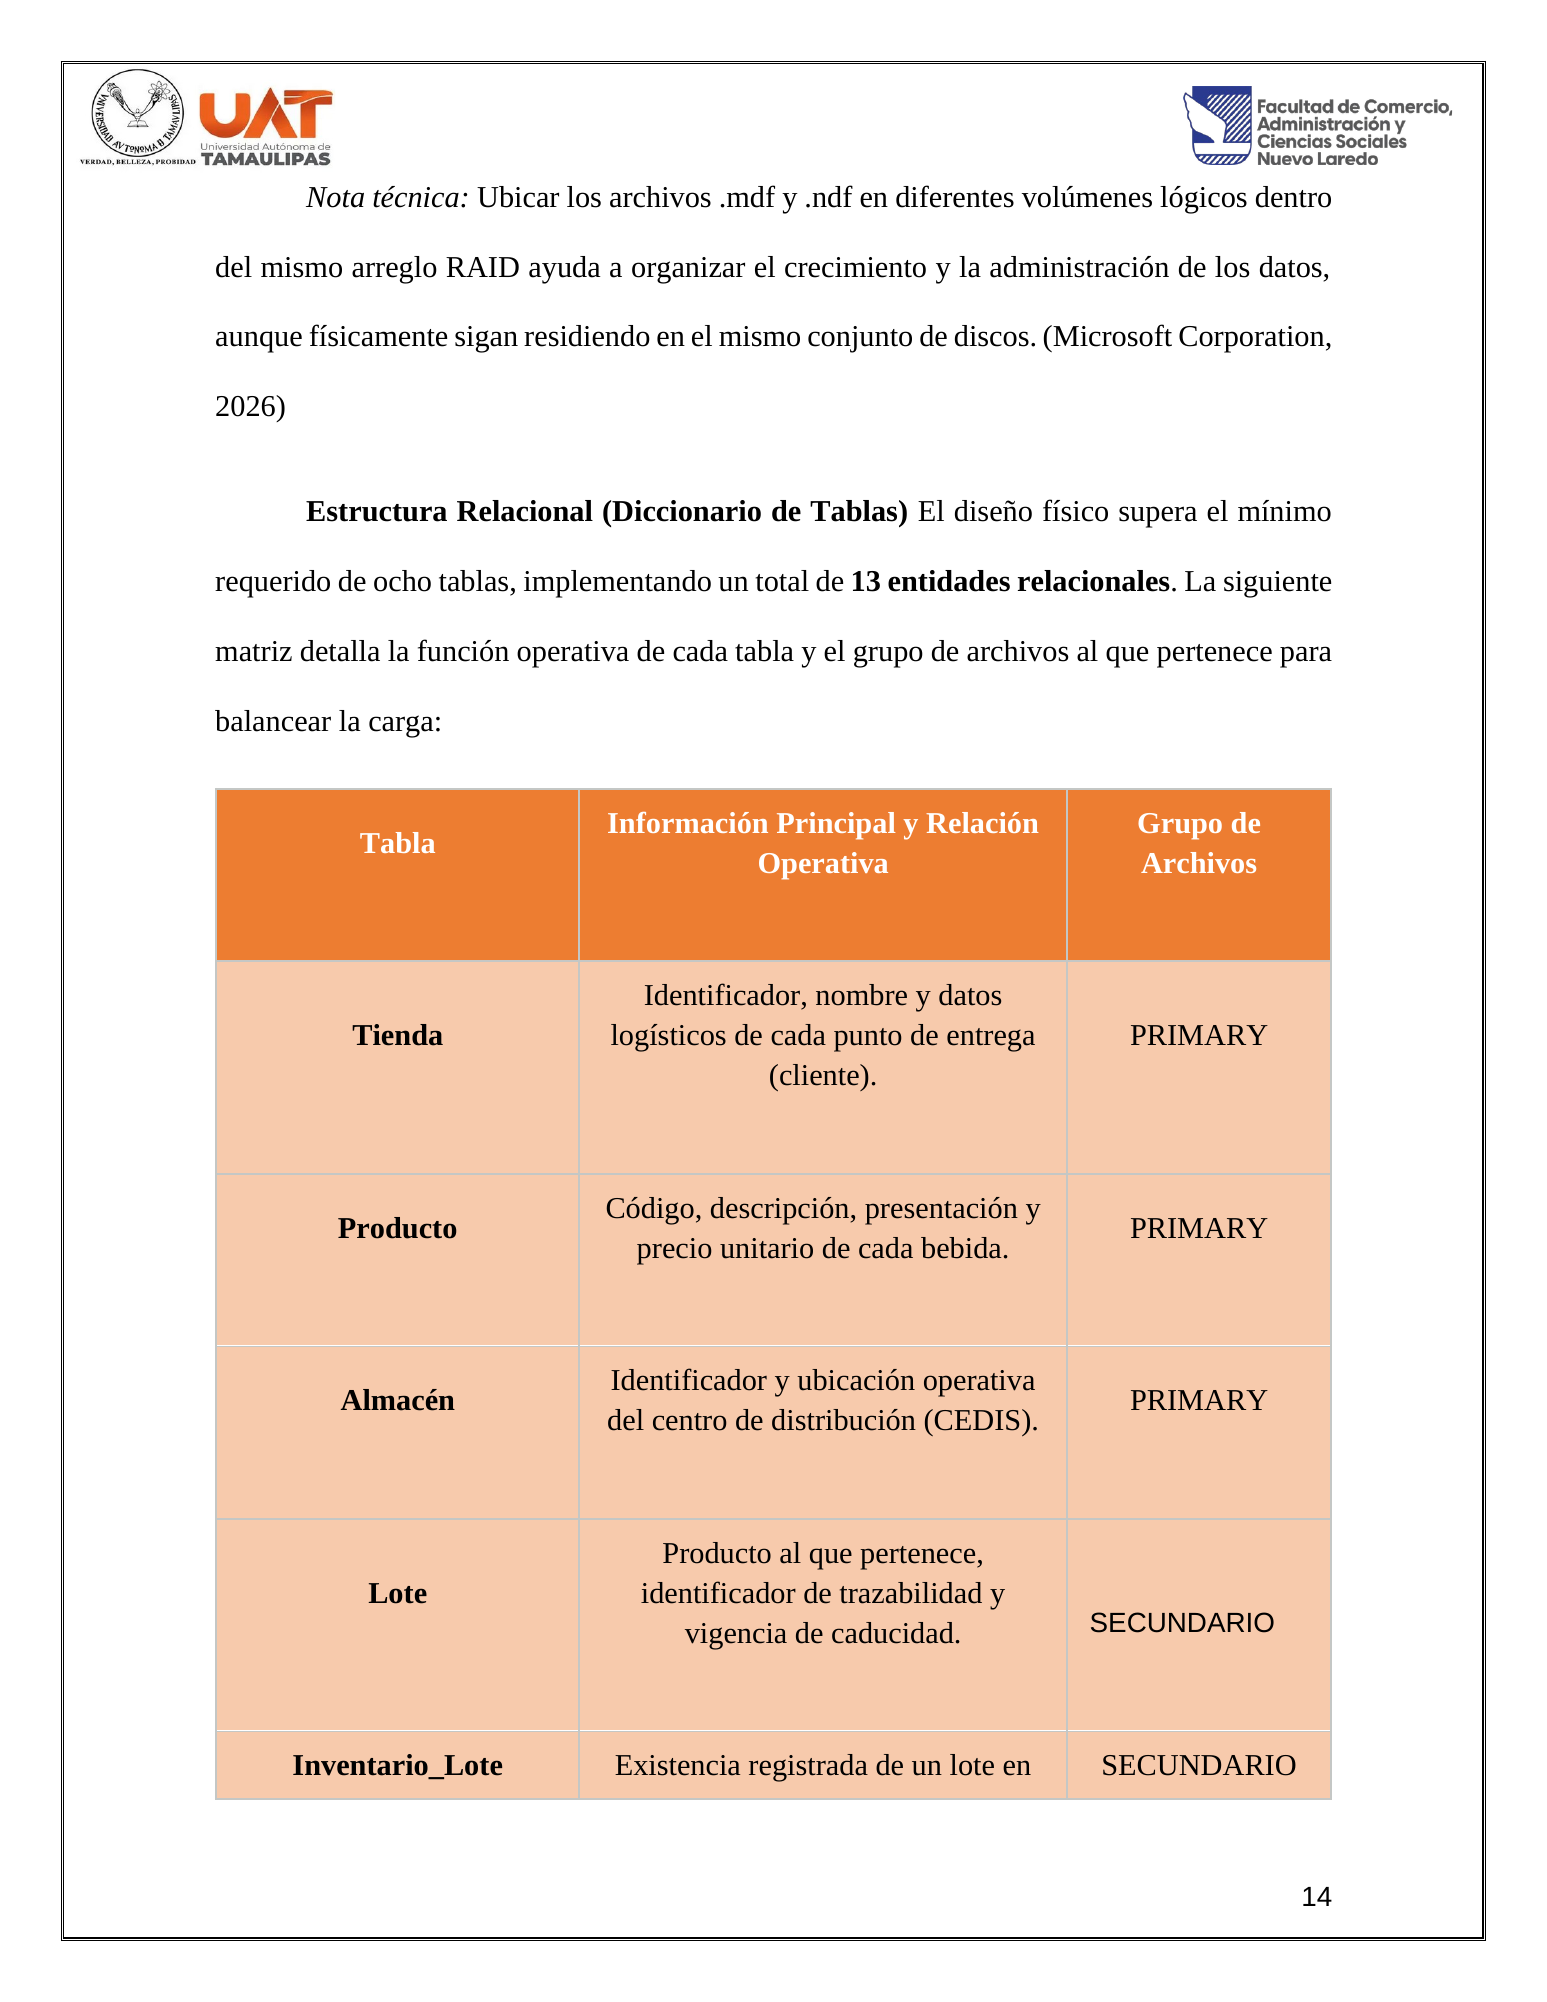 UNIVERSIDAD AVTONOMA D TAMAVLIPAS
VERDAD, BELLEZA, PROBIDAD
UAT
Universidad Autónoma de
TAMAULIPAS
Facultad de Comercio,
Administración y
Ciencias Sociales
Nuevo Laredo
Nota técnica: Ubicar los archivos .mdf y .ndf en diferentes volúmenes lógicos dentro
del mismo arreglo RAID ayuda a organizar el crecimiento y la administración de los datos,
aunque físicamente sigan residiendo en el mismo conjunto de discos. (Microsoft Corporation,
2026)
Estructura Relacional (Diccionario de Tablas) El diseño físico supera el mínimo
requerido de ocho tablas, implementando un total de 13 entidades relacionales. La siguiente
matriz detalla la función operativa de cada tabla y el grupo de archivos al que pertenece para
balancear la carga:
Tabla
Información Principal y Relación
Operativa
Grupo de
Archivos
Tienda
Identificador, nombre y datos
logísticos de cada punto de entrega
(cliente).
PRIMARY
Producto
Código, descripción, presentación y
precio unitario de cada bebida.
PRIMARY
Almacén
Identificador y ubicación operativa
del centro de distribución (CEDIS).
PRIMARY
Lote
Producto al que pertenece,
identificador de trazabilidad y
vigencia de caducidad.
SECUNDARIO
Inventario_Lote
Existencia registrada de un lote en
SECUNDARIO
14